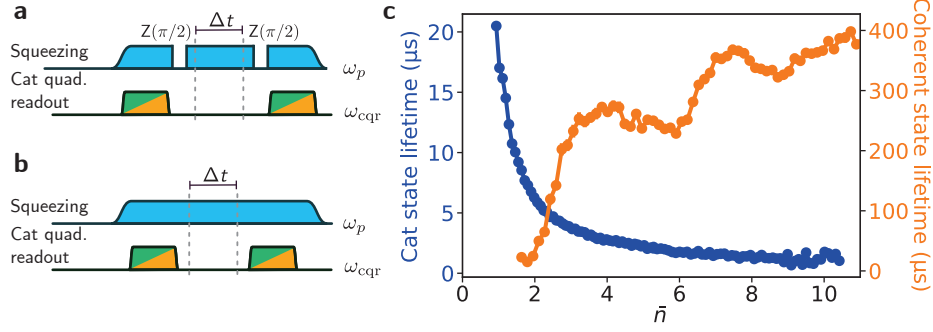 a
Z(π/2) Δt Z(π/2)
Squeezing
ω_p
Cat quad.
readout
ω_cqr
b
Δt
Squeezing
ω_p
Cat quad.
readout
ω_cqr
c
Cat state lifetime (μs)
20
15
10
5
0
0 2 4 6 8 10
n̄
400
300
200
100
0
Coherent state lifetime (μs)